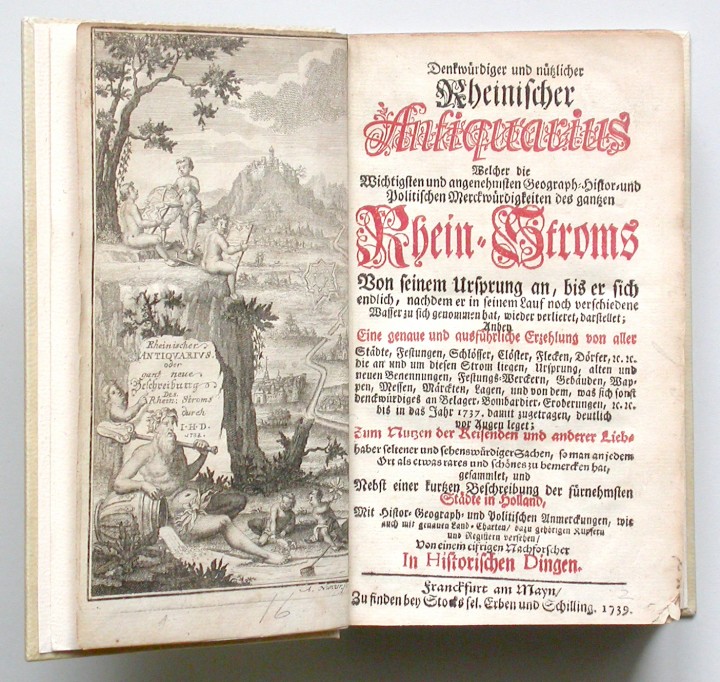 Rheinischer
ANTIQVARIVS.
oder
gantz neue
Beschreibung
Des
Rhein: Stroms
durch
I. H. D.
16
Denkwürdiger und nützlicher
Rheinischer
Antiquarius
Welcher die
Wichtigsten und angenehmsten Geograph-Histor-und
Politischen Merckwürdigkeiten des gantzen
Rhein-Stroms
Von seinem Ursprung an, bis er sich
endlich, nachdem er in seinem Lauf noch verschiedene
Wasser zu sich genommen hat, wieder verlieret, darstellet;
Anbey
Eine genaue und ausführliche Erzehlung von aller
Städte, Festungen, Schlösser, Clöster, Flecken, Dörfer, ꝛc. ꝛc.
die an und um diesen Strom liegen, Ursprung, alten und
neuen Benennungen, Festungs-Werckern, Gebäuden, Wap-
pen, Messen, Märckten, Lagen, und von dem, was sich sonst
denckwürdiges an Belager-Bombardier-Eroberungen, ꝛc. ꝛc.
bis in das Jahr 1737. damit zugetragen, deutlich
vor Augen leget;
Zum Nutzen der Reisenden und anderer Lieb-
haber seltener und sehenswürdiger Sachen, so man an jedem
Ort als etwas rares und schönes zu bemercken hat,
gesammlet, und
Nebst einer kurtzen Beschreibung der fürnehmsten
Städte in Holland,
Mit Histor-Geograph-und Politischen Anmerckungen, wie
auch mit genauen Land-Charten/ dazu gehörigen Kupfern
und Registern versehen/
Von einem eifrigen Nachforscher
In Historischen Dingen.
Franckfurt am Mayn/
Zu finden bey Stocks sel. Erben und Schilling. 1739.